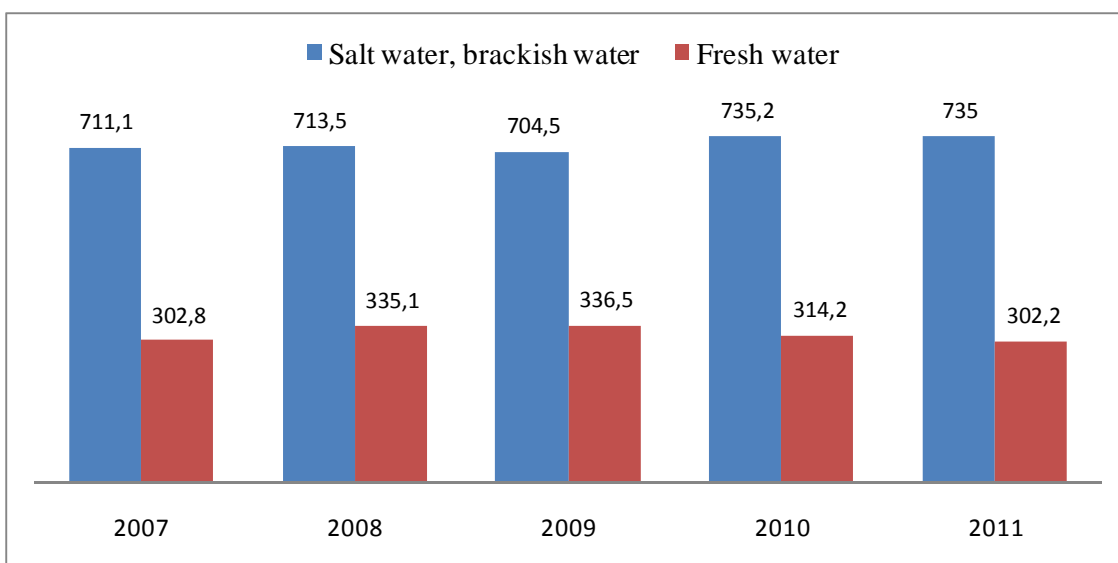 Salt water, brackish water Fresh water
711,1 713,5 704,5 735,2 735
302,8 335,1 336,5 314,2 302,2
2007 2008 2009 2010 2011